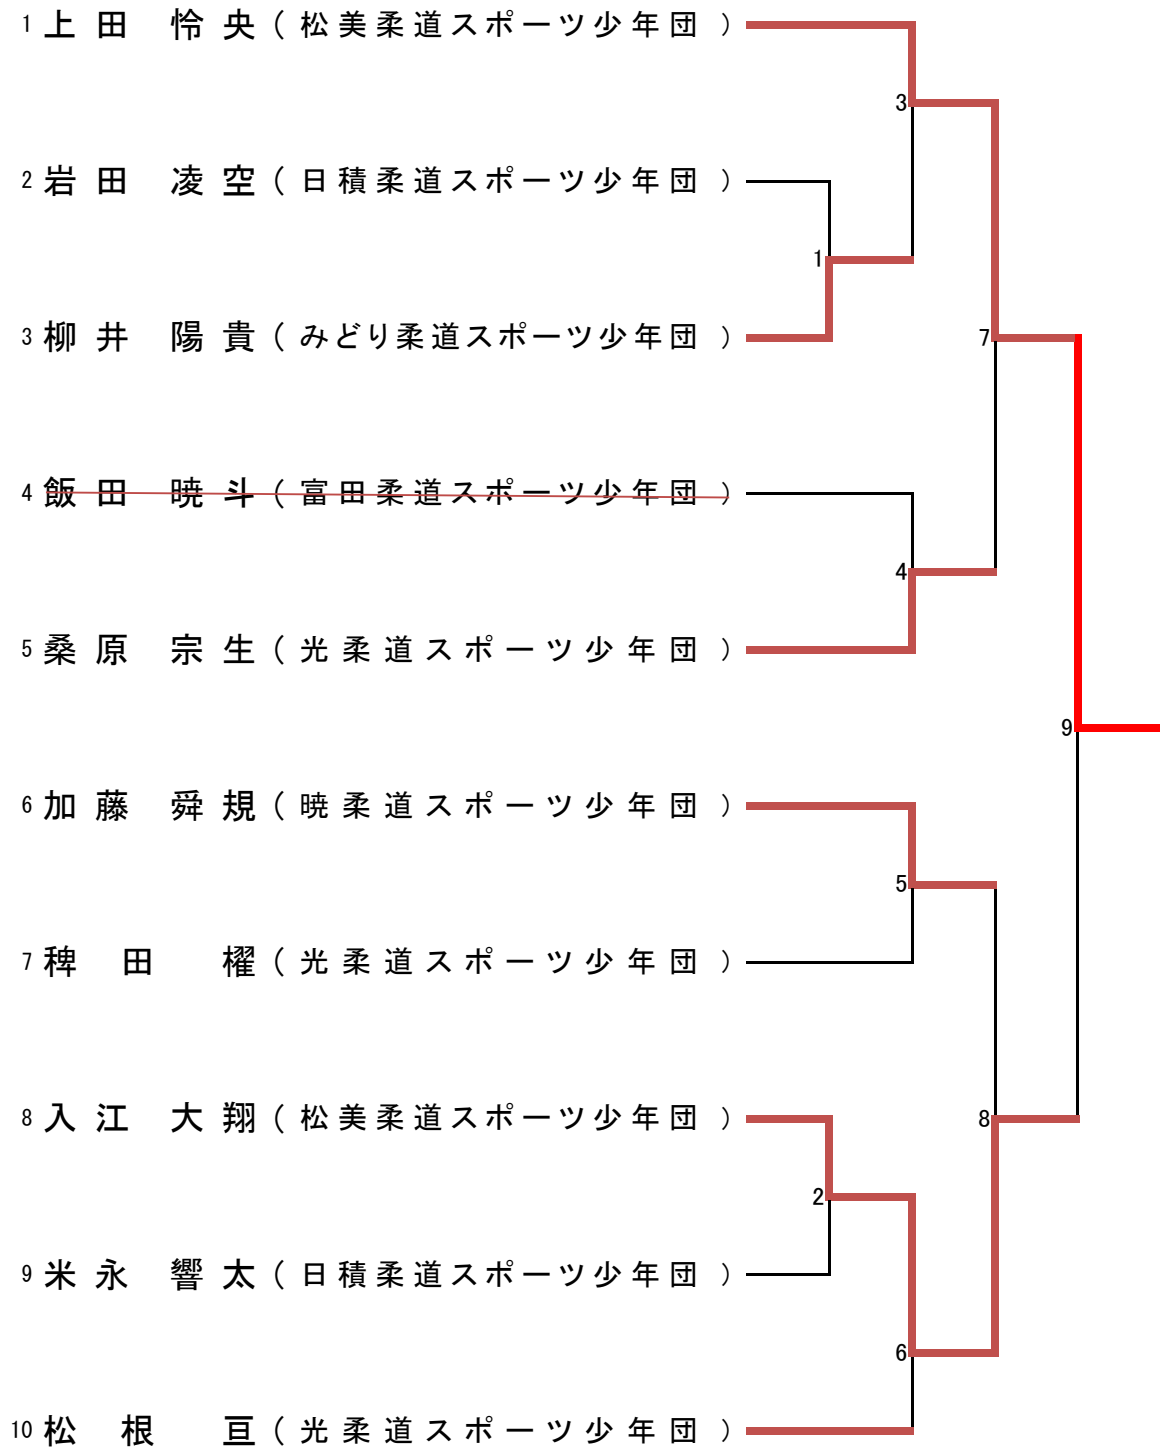 1 上田 怜央(松美柔道スポーツ少年団)
3
2 岩田 凌空(日積柔道スポーツ少年団)
1
3 柳井 陽貴(みどり柔道スポーツ少年団)
7
4 飯田 暁斗(富田柔道スポーツ少年団)
4
5 桑原 宗生(光柔道スポーツ少年団)
9
6 加藤 舜規(暁柔道スポーツ少年団)
5
7 稗田 櫂(光柔道スポーツ少年団)
8 入江 大翔(松美柔道スポーツ少年団)
8
2
9 米永 響太(日積柔道スポーツ少年団)
6
10 松根 亘(光柔道スポーツ少年団)